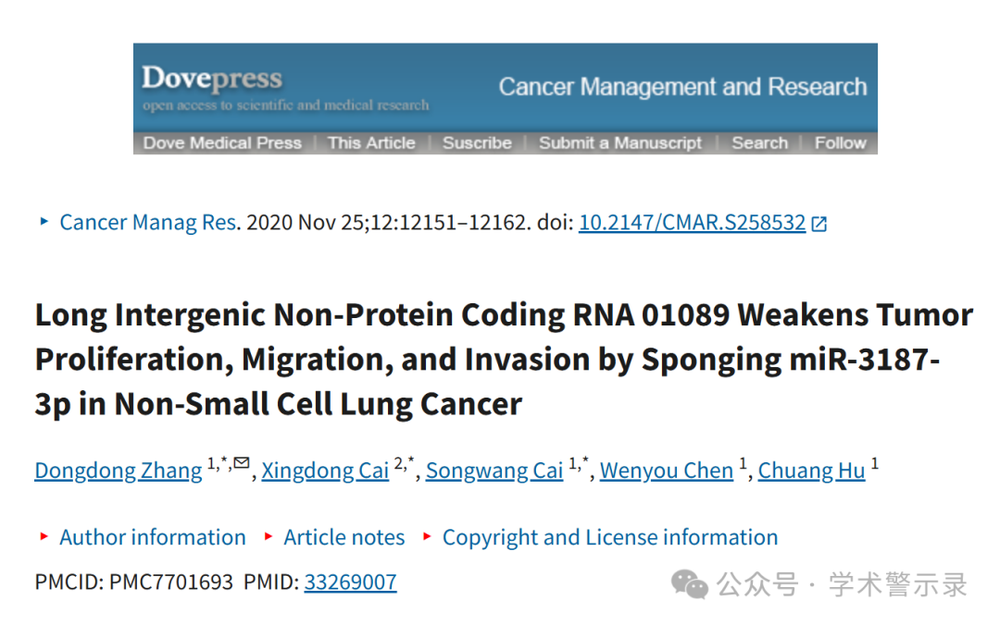 Dovepress
open access to scientific and medical research
Cancer Management and Research
Dove Medical Press | This Article | Suscribe | Submit a Manuscript | Search | Follow
Cancer Manag Res. 2020 Nov 25;12:12151–12162. doi: 10.2147/CMAR.S258532
Long Intergenic Non-Protein Coding RNA 01089 Weakens Tumor
Proliferation, Migration, and Invasion by Sponging miR-3187-
3p in Non-Small Cell Lung Cancer
Dongdong Zhang 1,*,✉, Xingdong Cai 2,*, Songwang Cai 1,*, Wenyou Chen 1, Chuang Hu 1
Author information Article notes Copyright and License information
PMCID: PMC7701693 PMID: 33269007
公众号 · 学术警示录